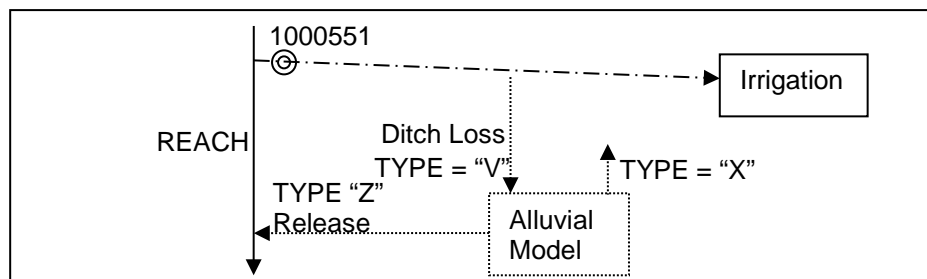 1000551
Irrigation
REACH
Ditch Loss
TYPE = “V”
TYPE = “X”
TYPE “Z”
Release
Alluvial
Model